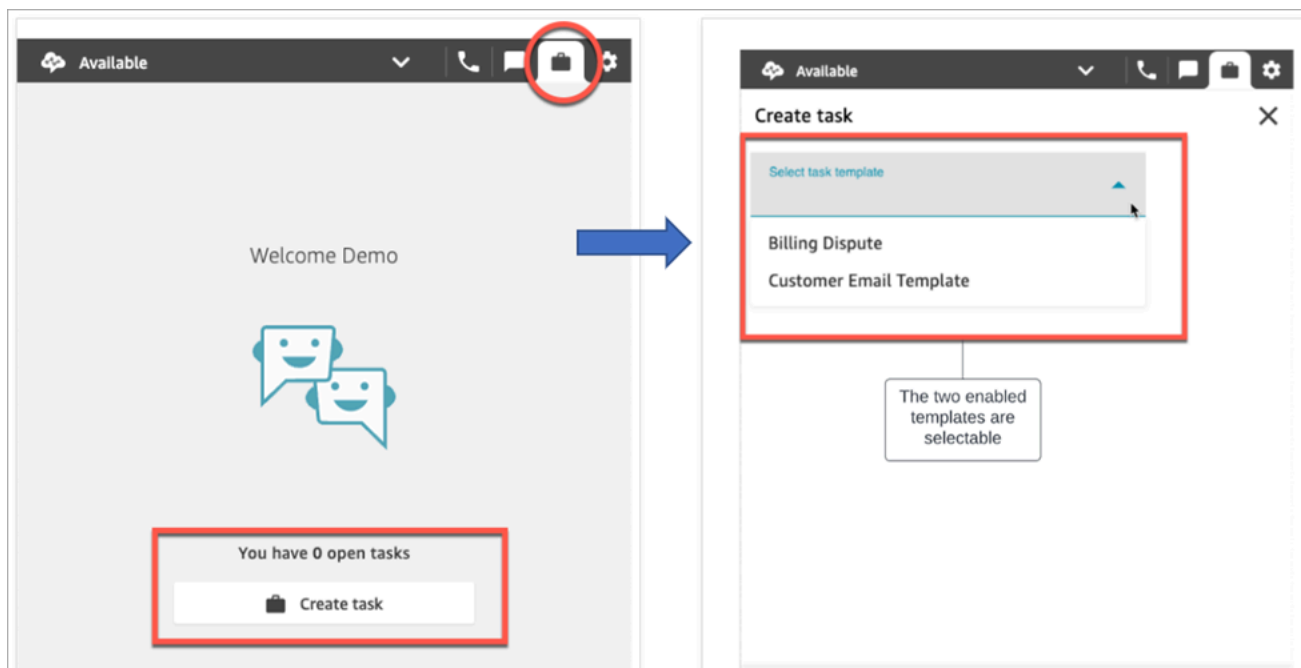 Available
Welcome Demo
You have 0 open tasks
Create task
Available
Create task
Select task template
Billing Dispute
Customer Email Template
The two enabled
templates are
selectable